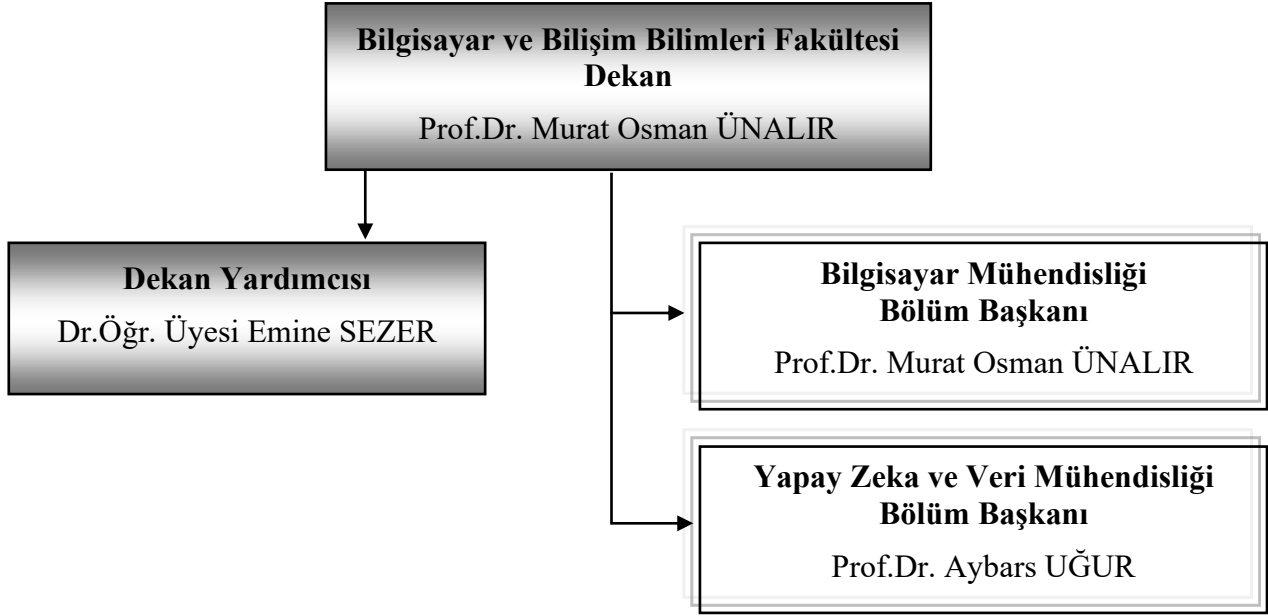 Bilgisayar ve Bilişim Bilimleri Fakültesi
Dekan
Prof.Dr. Murat Osman ÜNALIR
Dekan Yardımcısı
Dr.Öğr. Üyesi Emine SEZER
Bilgisayar Mühendisliği
Bölüm Başkanı
Prof.Dr. Murat Osman ÜNALIR
Yapay Zeka ve Veri Mühendisliği
Bölüm Başkanı
Prof.Dr. Aybars UĞUR